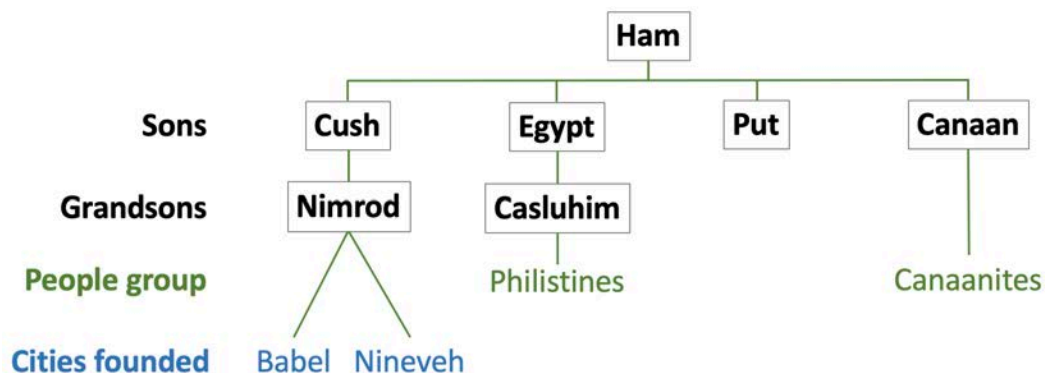 Ham
Sons Cush Egypt Put Canaan
Grandsons Nimrod Casluhim
People group Philistines Canaanites
Cities founded Babel Nineveh